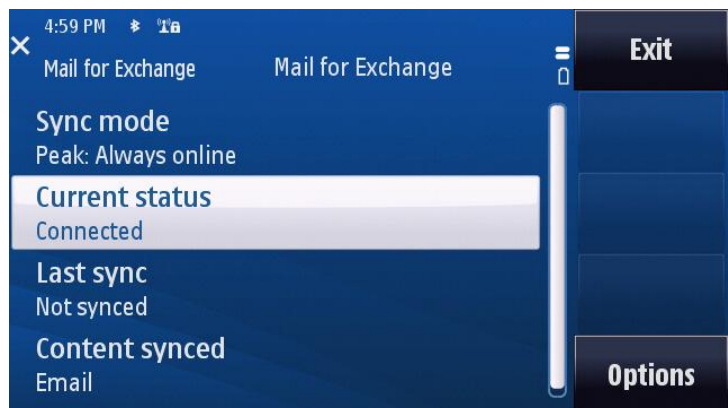 4:59 PM
Mail for Exchange
Mail for Exchange
Exit
Sync mode
Peak: Always online
Current status
Connected
Last sync
Not synced
Content synced
Email
Options